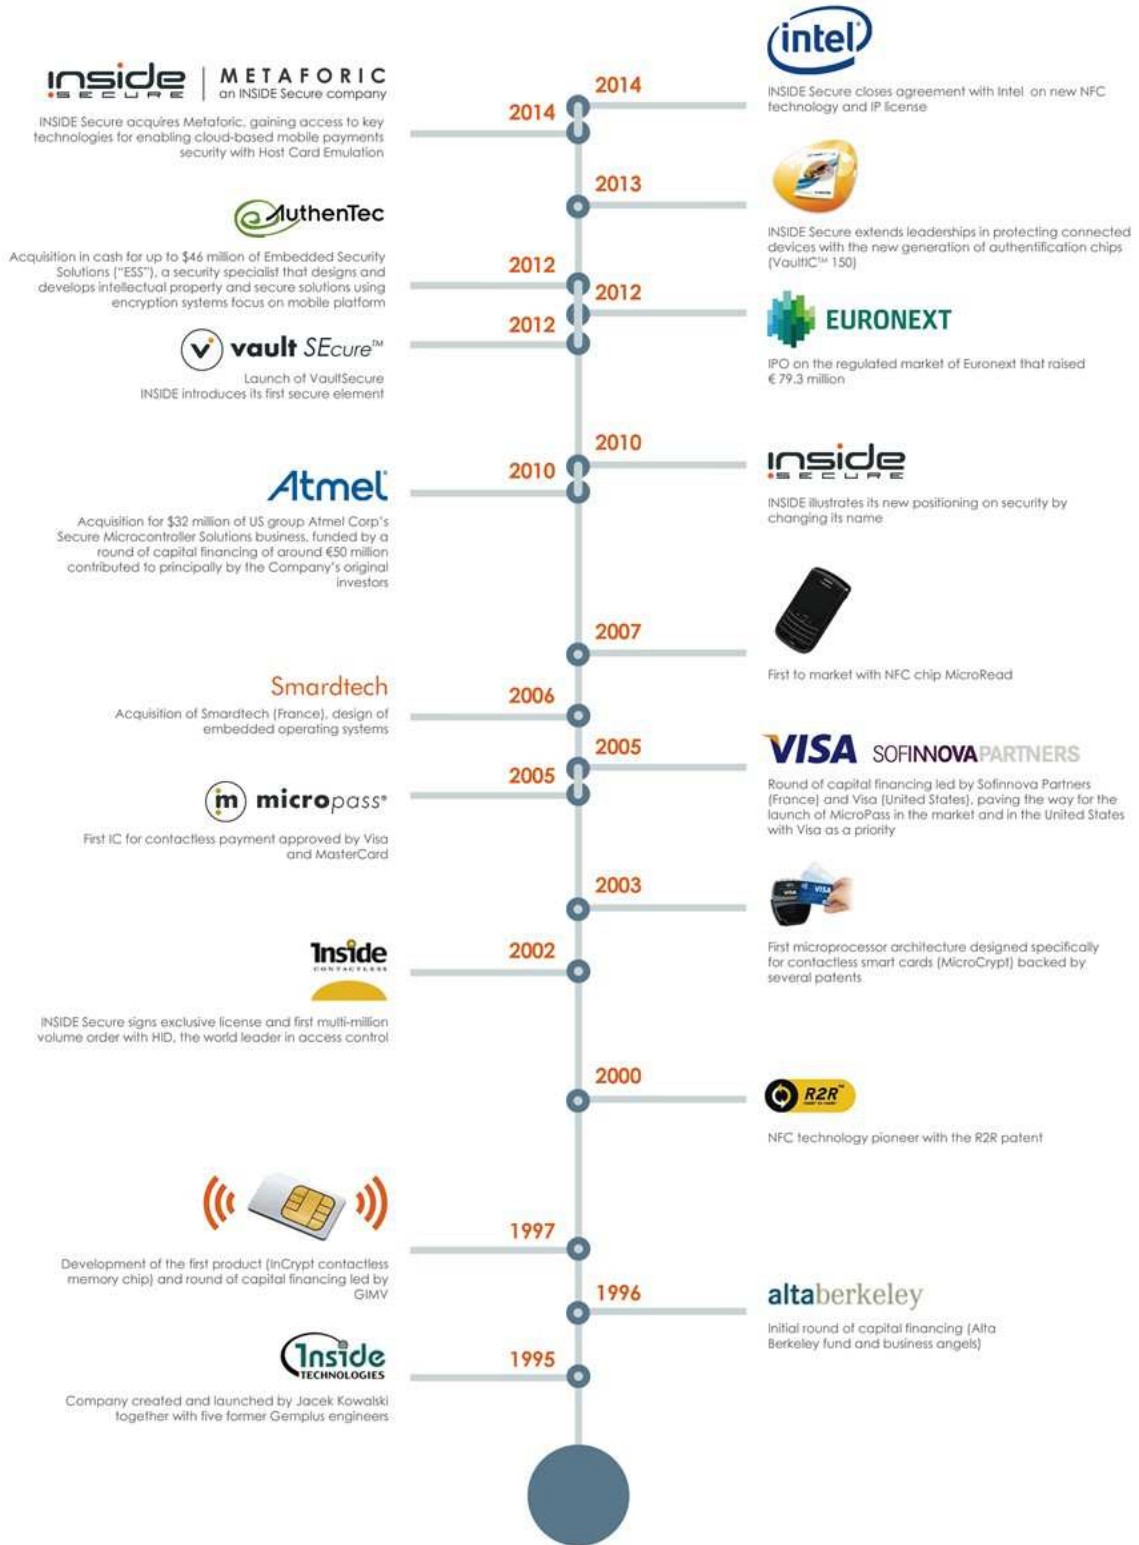 intel
2014
INSIDE Secure closes agreement with Intel on new NFC
technology and IP license
inside
SECURE
METAFORIC
an INSIDE Secure company
2014
INSIDE Secure acquires Metaforic, gaining access to key
technologies for enabling cloud-based mobile payments
security with Host Card Emulation
2013
INSIDE Secure extends leaderships in protecting connected
devices with the new generation of authentification chips
(VaultIC™ 150)
AuthenTec
2012
Acquisition in cash for up to $46 million of Embedded Security
Solutions ("ESS"), a security specialist that designs and
develops intellectual property and secure solutions using
encryption systems focus on mobile platform
2012
EURONEXT
IPO on the regulated market of Euronext that raised
€ 79.3 million
2012
vault SEcure™
Launch of VaultSecure
INSIDE introduces its first secure element
2010
inside
SECURE
INSIDE illustrates its new positioning on security by
changing its name
2010
Atmel
Acquisition for $32 million of US group Atmel Corp's
Secure Microcontroller Solutions business, funded by a
round of capital financing of around €50 million
contributed to principally by the Company's original
investors
2007
First to market with NFC chip MicroRead
Smardtech
2006
Acquisition of Smardtech (France), design of
embedded operating systems
2005
VISA SOFINNOVAPARTNERS
Round of capital financing led by Sofinnova Partners
(France) and Visa (United States), paving the way for the
launch of MicroPass in the market and in the United States
with Visa as a priority
2005
m micropass®
First IC for contactless payment approved by Visa
and MasterCard
2003
VISA
First microprocessor architecture designed specifically
for contactless smart cards (MicroCrypt) backed by
several patents
2002
Inside
CONTACTLESS
INSIDE Secure signs exclusive license and first multi-million
volume order with HID, the world leader in access control
2000
R2R™
NFC technology pioneer with the R2R patent
1997
Development of the first product (InCrypt contactless
memory chip) and round of capital financing led by
GIMV
1996
altaberkeley
Initial round of capital financing (Alta
Berkeley fund and business angels)
1995
Inside
TECHNOLOGIES
Company created and launched by Jacek Kowalski
together with five former Gemplus engineers